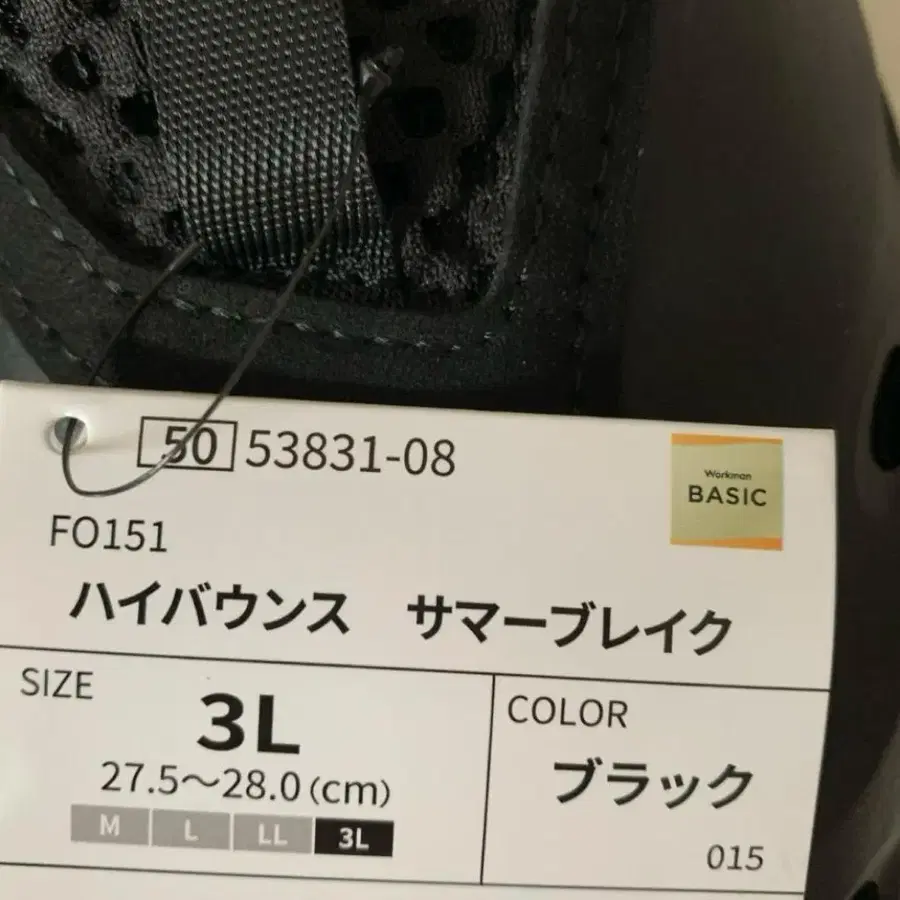 50 53831-08
Workman
BASIC
FO151
ハイバウンス　サマーブレイク
SIZE
3L
27.5～28.0(cm)
M L LL 3L
COLOR
ブラック
015